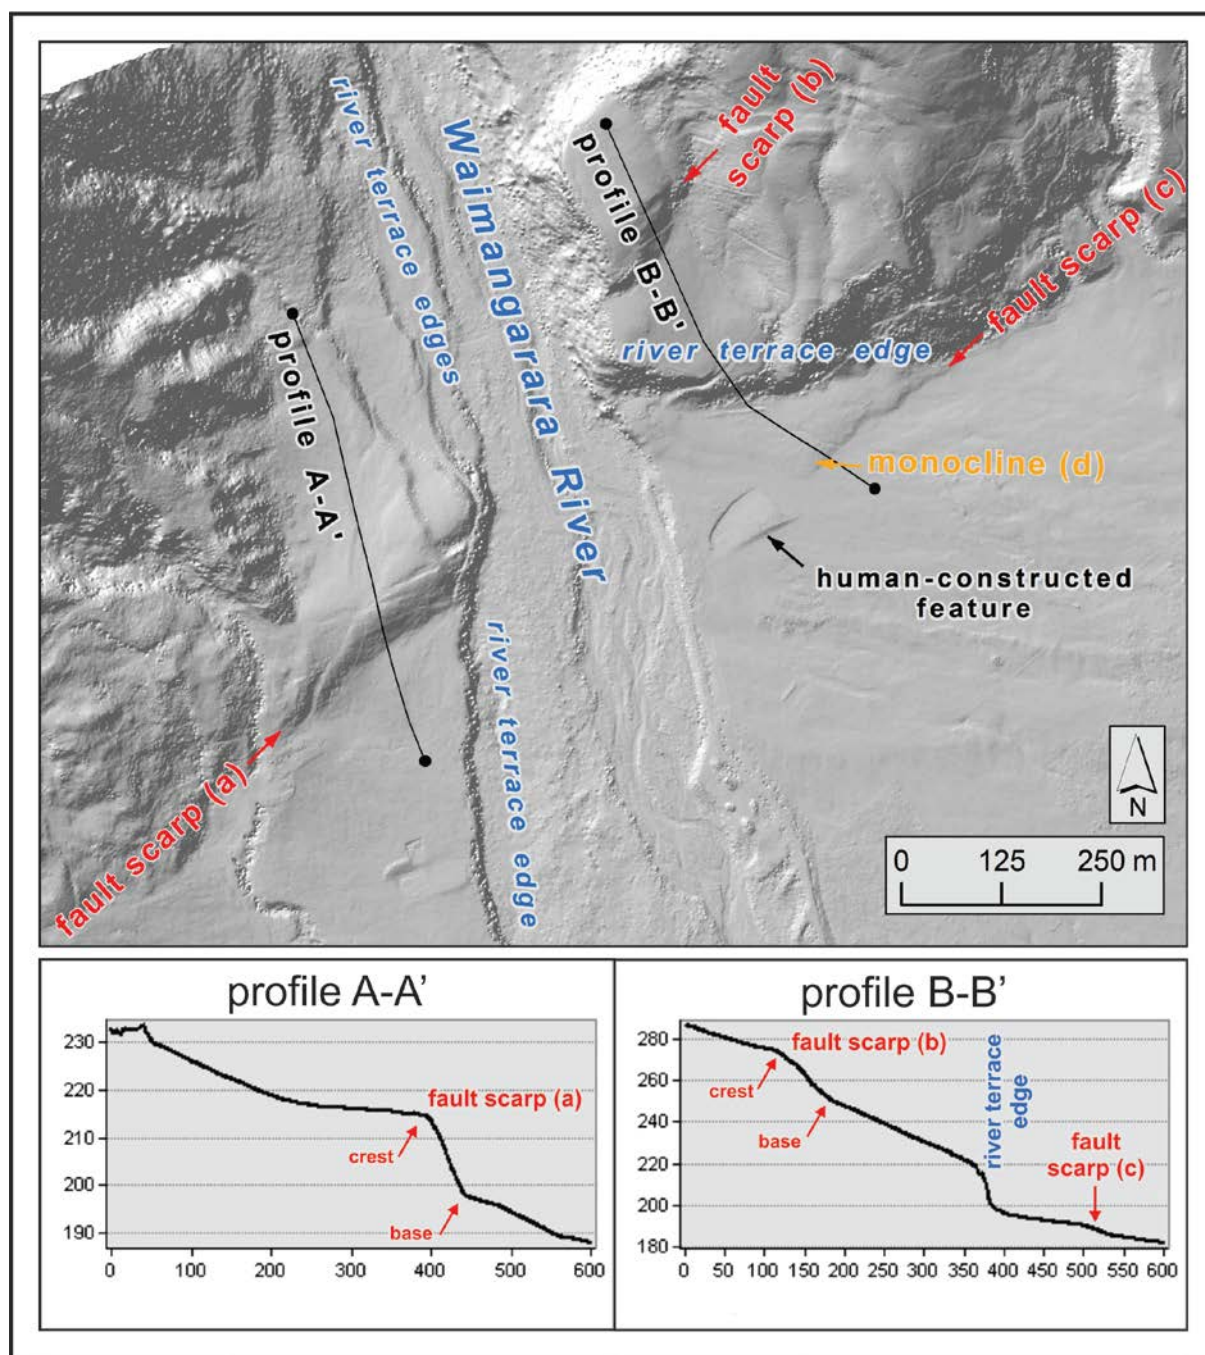 river terrace edges
Waimangarara River
profile B-B'
fault
scarp (b)
fault scarp (c)
profile A-A'
river terrace edge
monocline (d)
human-constructed
feature
river terrace edge
fault scarp (a)
N
0 125 250 m
profile A-A’
230
220
210
200
190
fault scarp (a)
crest
base
0 100 200 300 400 500 600
profile B-B’
280
260
240
220
200
180
fault scarp (b)
crest
base
river terrace
edge
fault
scarp (c)
0 50 100 150 200 250 300 350 400 450 500 550 600